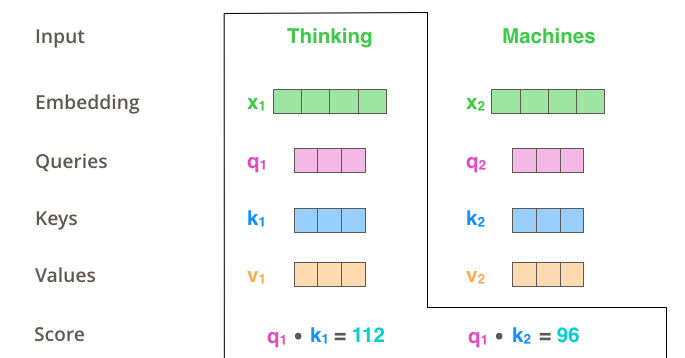 Input Thinking Machines
Embedding x1 x2
Queries q1 q2
Keys k1 k2
Values v1 v2
Score q1 • k1 = 112 q1 • k2 = 96